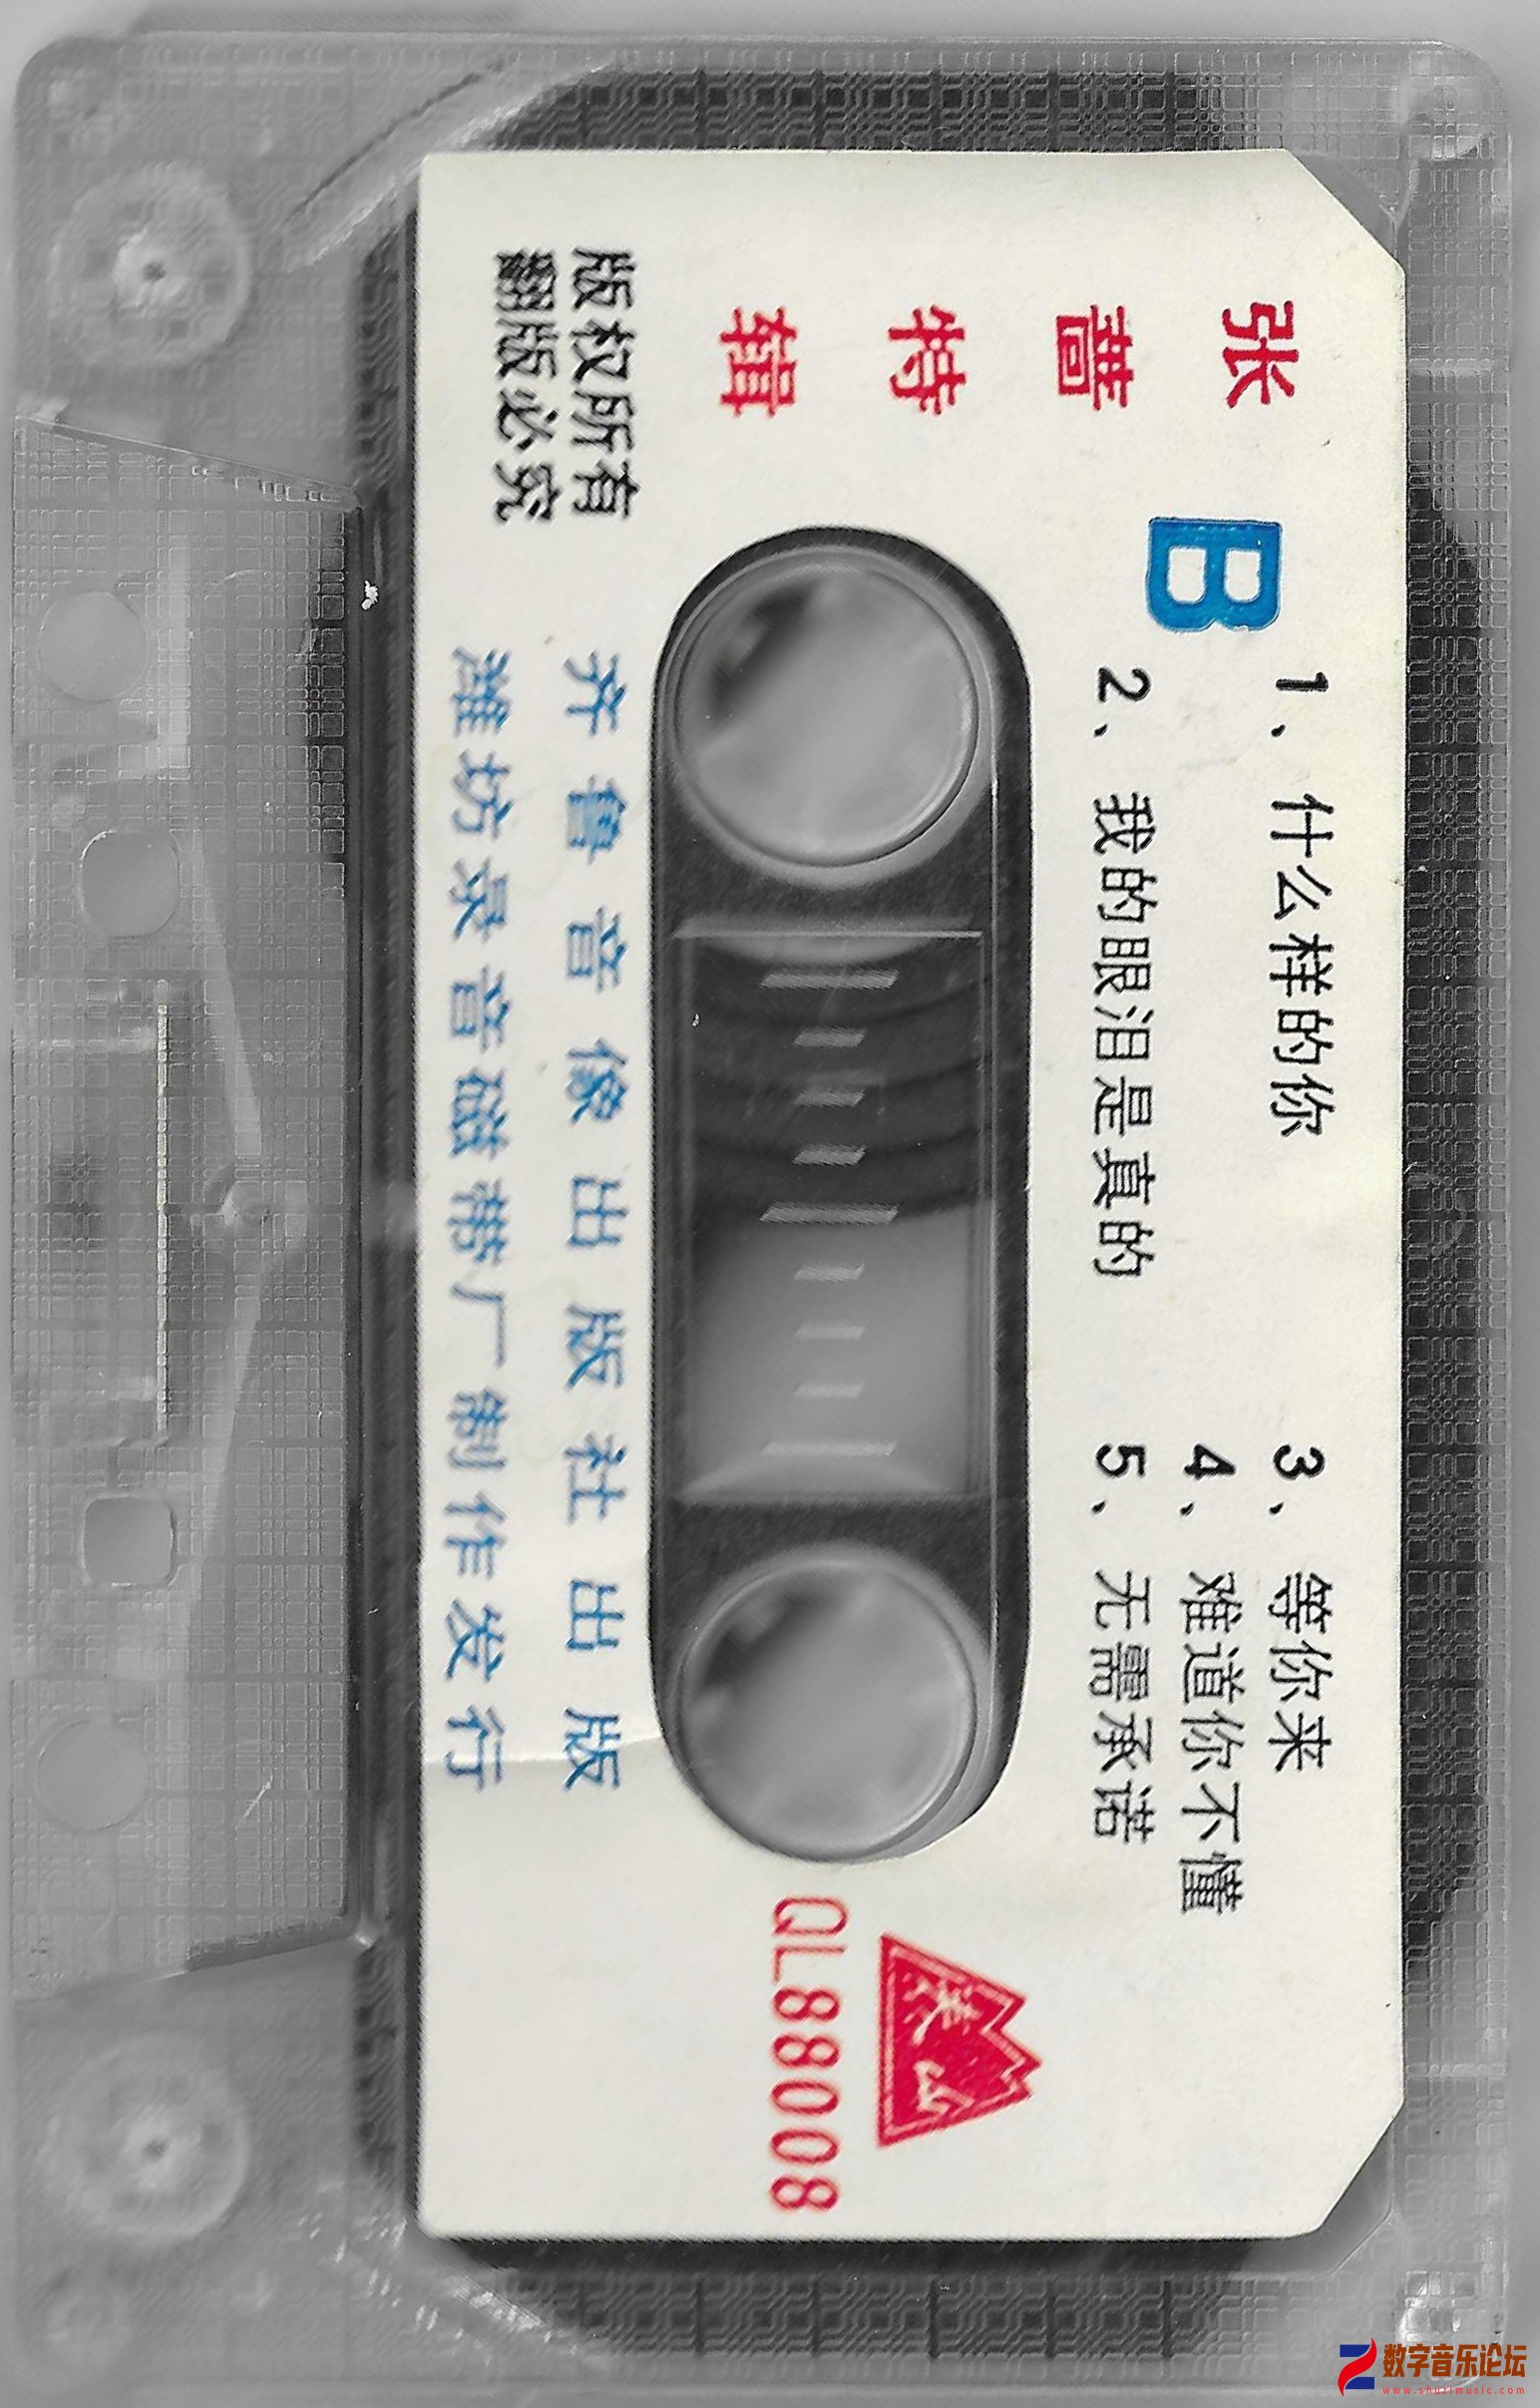 张蔷特辑
B
1、什么样的你
2、我的眼泪是真的
3、等你来
4、难道你不懂
5、无需承诺
QL88008
版权所有
翻版必究
齐鲁音像出版社出版
潍坊录音磁带厂制作发行
数字音乐论坛
www.shuzimusic.com